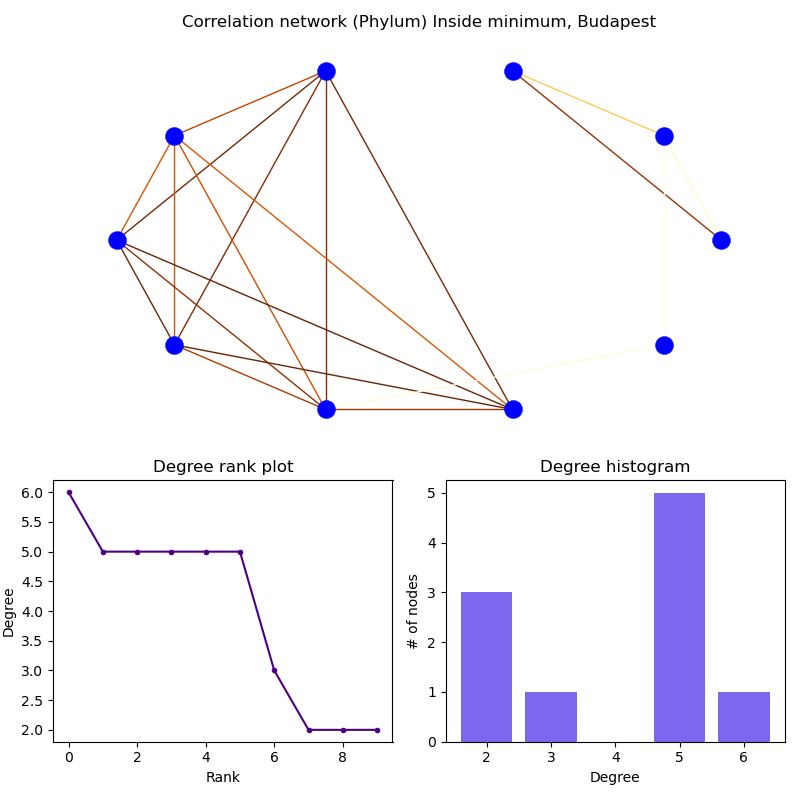 Correlation network (Phylum) Inside minimum, Budapest
Degree rank plot
Degree
6.0
5.5
5.0
4.5
4.0
3.5
3.0
2.5
2.0
0 2 4 6 8
Rank
Degree histogram
# of nodes
5
4
3
2
1
0
2 3 4 5 6
Degree